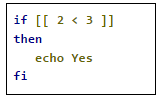 if [[ 2 < 3 ]]
then
   echo Yes
fi